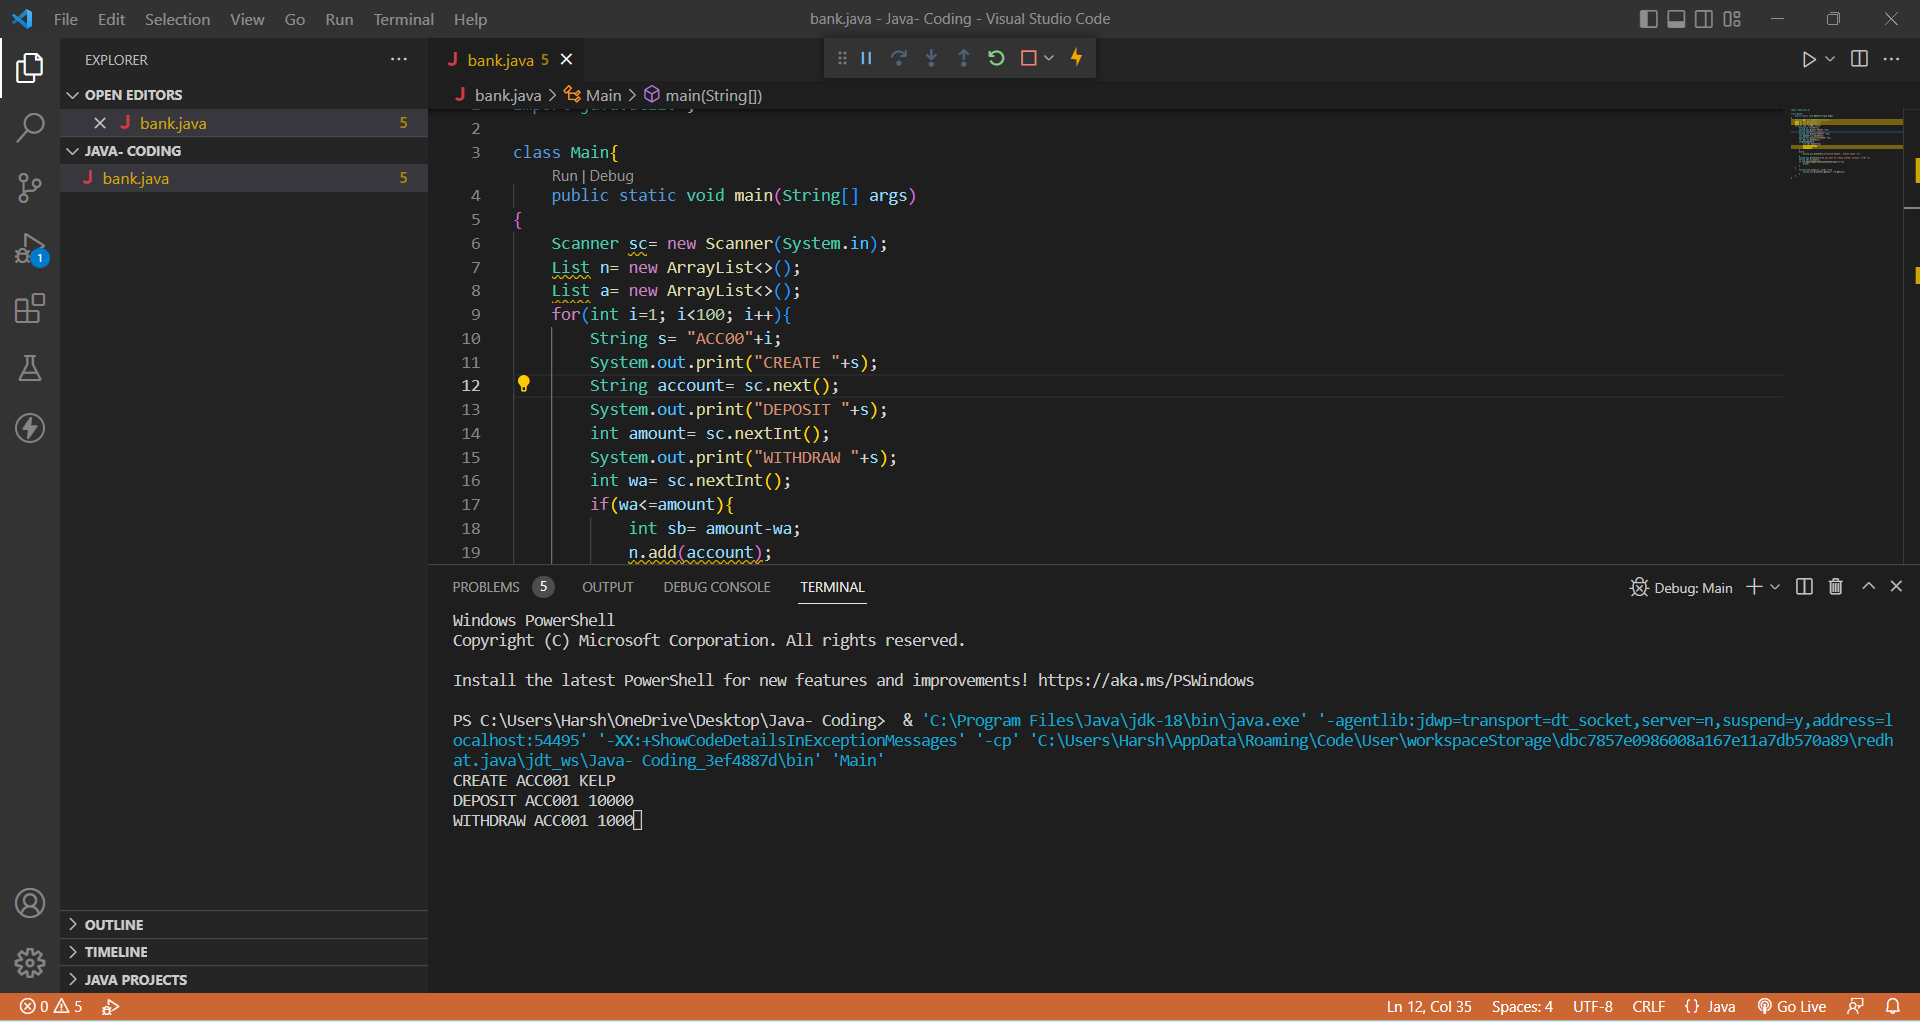 File Edit Selection View Go Run Terminal Help
bank.java - Java- Coding - Visual Studio Code
EXPLORER
OPEN EDITORS
bank.java 5
JAVA- CODING
bank.java 5
OUTLINE
TIMELINE
JAVA PROJECTS
1
bank.java 5
bank.java > Main > main(String[])
2
3 class Main{
Run | Debug
4 public static void main(String[] args)
5 {
6 Scanner sc= new Scanner(System.in);
7 List n= new ArrayList<>();
8 List a= new ArrayList<>();
9 for(int i=1; i<100; i++){
10 String s= "ACC00"+i;
11 System.out.print("CREATE "+s);
12 String account= sc.next();
13 System.out.print("DEPOSIT "+s);
14 int amount= sc.nextInt();
15 System.out.print("WITHDRAW "+s);
16 int wa= sc.nextInt();
17 if(wa<=amount){
18 int sb= amount-wa;
19 n.add(account);
PROBLEMS 5 OUTPUT DEBUG CONSOLE TERMINAL
Debug: Main
Windows PowerShell
Copyright (C) Microsoft Corporation. All rights reserved.
Install the latest PowerShell for new features and improvements! https://aka.ms/PSWindows
PS C:\Users\Harsh\OneDrive\Desktop\Java- Coding>  & 'C:\Program Files\Java\jdk-18\bin\java.exe' '-agentlib:jdwp=transport=dt_socket,server=n,suspend=y,address=l
ocalhost:54495' '-XX:+ShowCodeDetailsInExceptionMessages' '-cp' 'C:\Users\Harsh\AppData\Roaming\Code\User\workspaceStorage\dbc7857e0986008a167e11a7db570a89\redh
at.java\jdt_ws\Java- Coding_3ef4887d\bin' 'Main'
CREATE ACC001 KELP
DEPOSIT ACC001 10000
WITHDRAW ACC001 1000
0 5
Ln 12, Col 35 Spaces: 4 UTF-8 CRLF {} Java Go Live